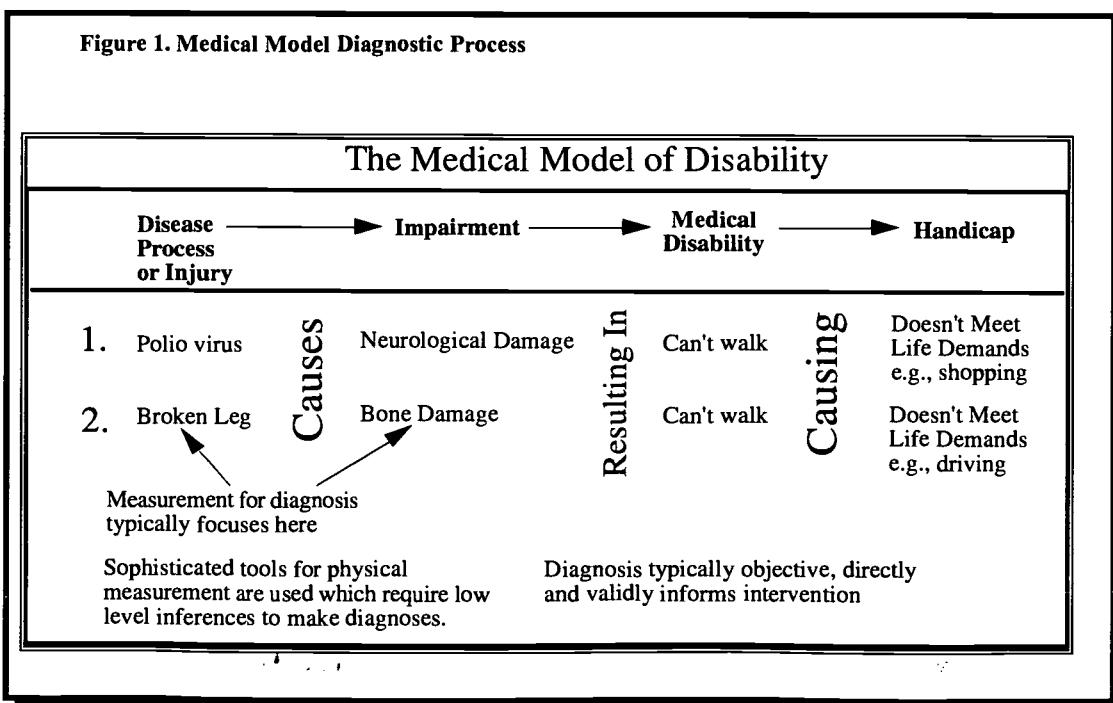 Figure 1. Medical Model Diagnostic Process
The Medical Model of Disability
Disease
Process
or Injury
Impairment
Medical
Disability
Handicap
1.
Polio virus
Causes
Neurological Damage
Resulting In
Can't walk
Causing
Doesn't Meet
Life Demands
e.g., shopping
2.
Broken Leg
Bone Damage
Can't walk
Doesn't Meet
Life Demands
e.g., driving
Measurement for diagnosis
typically focuses here
Sophisticated tools for physical
measurement are used which require low
level inferences to make diagnoses.
Diagnosis typically objective, directly
and validly informs intervention